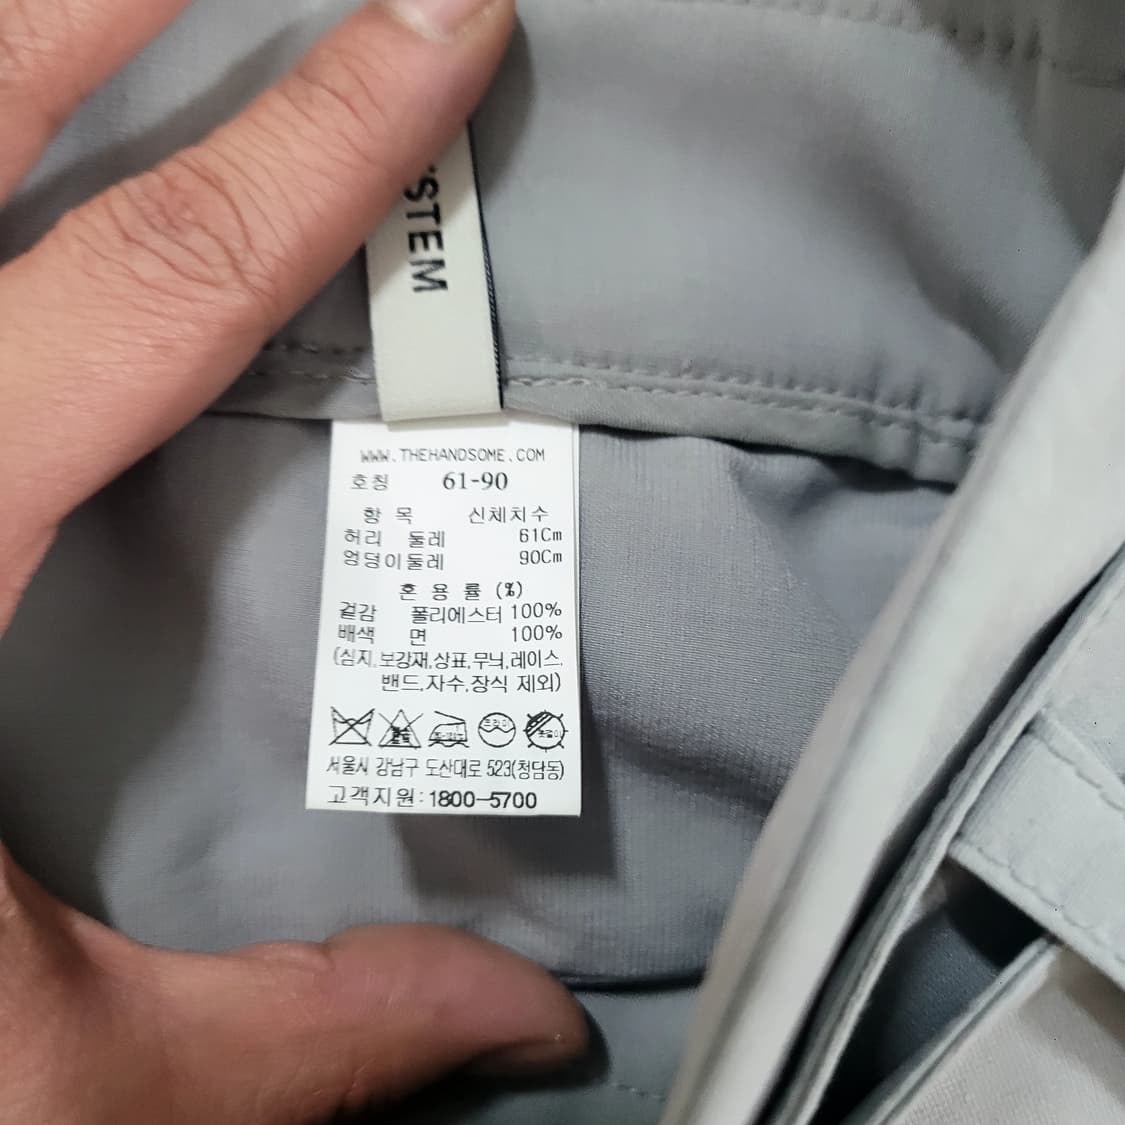 STEM
WWW.THEHANDSOME.COM
호칭 61-90
항 목 신체치수
허리 둘레 61Cm
엉덩이둘레 90Cm
혼 용 률 (%)
겉감 폴리에스터 100%
배색 면 100%
(심지,보강재,상표,무늬,레이스,
밴드,자수,장식 제외)
드라이
서울시 강남구 도산대로 523(청담동)
고객지원:1800-5700